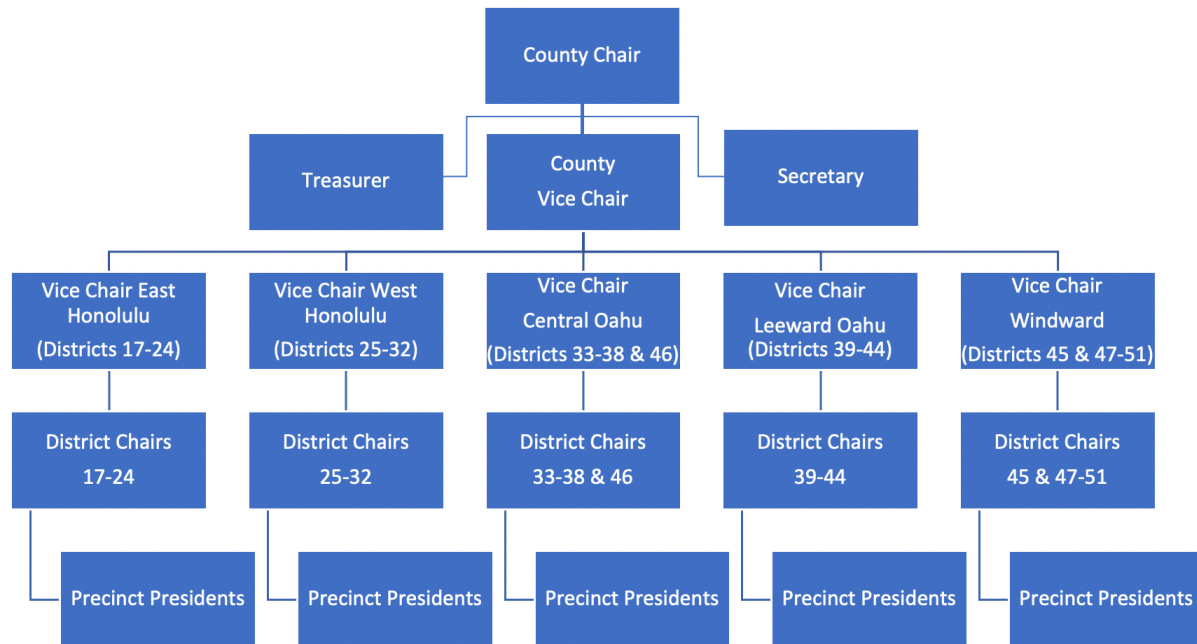 County Chair
Treasurer
County
Vice Chair
Secretary
Vice Chair East
Honolulu
(Districts 17-24)
Vice Chair West
Honolulu
(Districts 25-32)
Vice Chair
Central Oahu
(Districts 33-38 & 46)
Vice Chair
Leeward Oahu
(Districts 39-44)
Vice Chair
Windward
(Districts 45 & 47-51)
District Chairs
17-24
District Chairs
25-32
District Chairs
33-38 & 46
District Chairs
39-44
District Chairs
45 & 47-51
Precinct Presidents
Precinct Presidents
Precinct Presidents
Precinct Presidents
Precinct Presidents